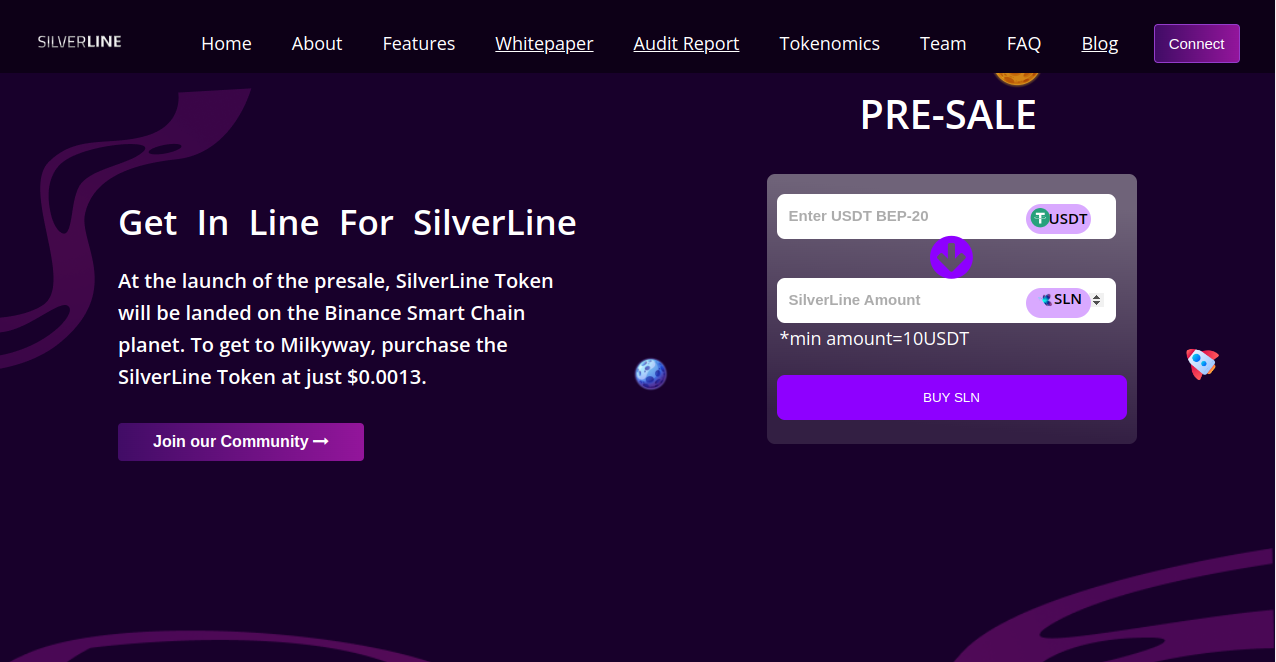 SILVERLINE
Home
About
Features
Whitepaper
Audit Report
Tokenomics
Team
FAQ
Blog
Connect
PRE-SALE
Get In Line For SilverLine
At the launch of the presale, SilverLine Token
will be landed on the Binance Smart Chain
planet. To get to Milkyway, purchase the
SilverLine Token at just $0.0013.
Join our Community
Enter USDT BEP-20
USDT
SilverLine Amount
SLN
*min amount=10USDT
BUY SLN